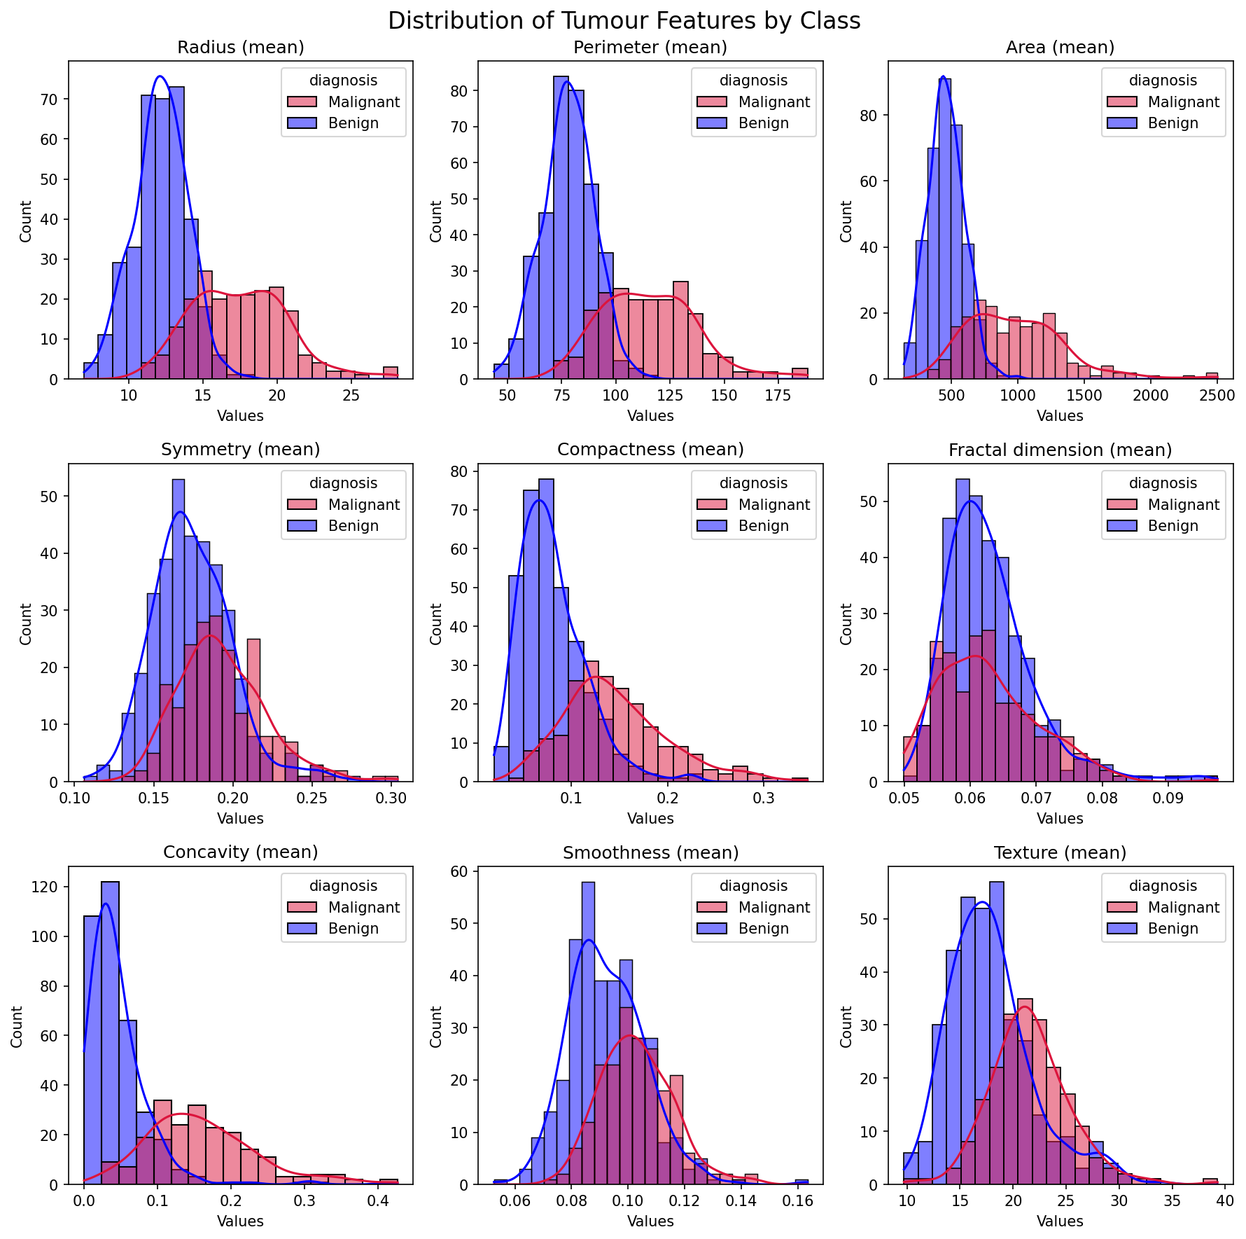 Distribution of Tumour Features by Class
Radius (mean)
Count
70
60
50
40
30
20
10
0
10 15 20 25
Values
diagnosis
Malignant
Benign
Perimeter (mean)
Count
80
70
60
50
40
30
20
10
0
50 75 100 125 150 175
Values
diagnosis
Malignant
Benign
Area (mean)
Count
80
60
40
20
0
500 1000 1500 2000 2500
Values
diagnosis
Malignant
Benign
Symmetry (mean)
Count
50
40
30
20
10
0
0.10 0.15 0.20 0.25 0.30
Values
diagnosis
Malignant
Benign
Compactness (mean)
Count
80
70
60
50
40
30
20
10
0
0.1 0.2 0.3
Values
diagnosis
Malignant
Benign
Fractal dimension (mean)
Count
50
40
30
20
10
0
0.05 0.06 0.07 0.08 0.09
Values
diagnosis
Malignant
Benign
Concavity (mean)
Count
120
100
80
60
40
20
0
0.0 0.1 0.2 0.3 0.4
Values
diagnosis
Malignant
Benign
Smoothness (mean)
Count
60
50
40
30
20
10
0
0.06 0.08 0.10 0.12 0.14 0.16
Values
diagnosis
Malignant
Benign
Texture (mean)
Count
50
40
30
20
10
0
10 15 20 25 30 35 40
Values
diagnosis
Malignant
Benign